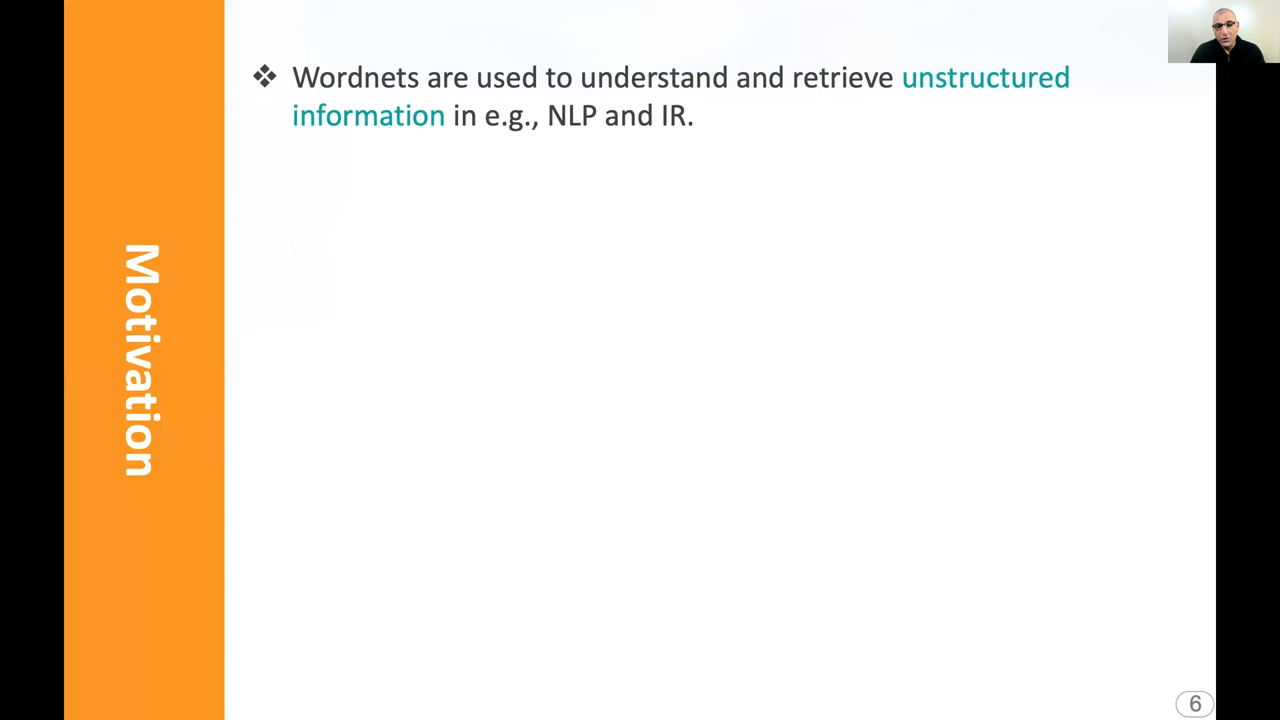 Motivation
❖ Wordnets are used to understand and retrieve unstructured
information in e.g., NLP and IR.
6